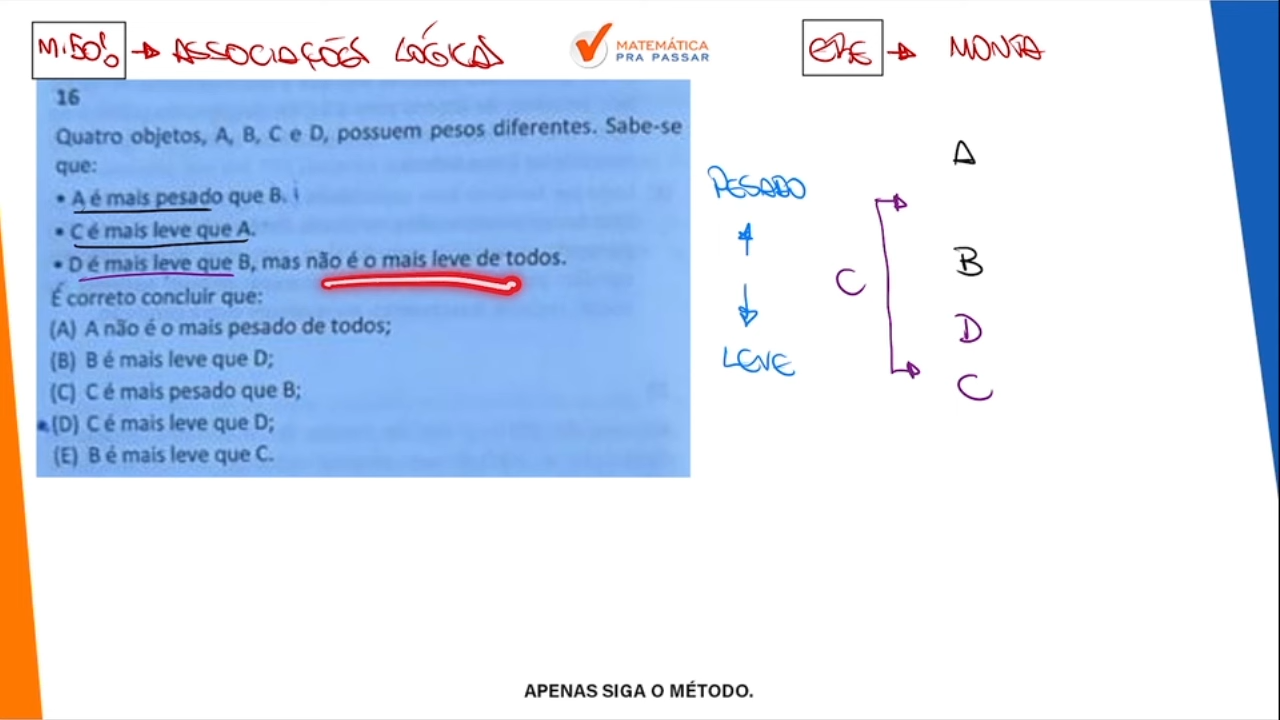 M.50% → ASSOCIAÇÕES LÓGICAS
MATEMÁTICA
PRA PASSAR
→ MONTA
16
Quatro objetos, A, B, C e D, possuem pesos diferentes. Sabe-se
que:
• A é mais pesado que B.
• C é mais leve que A.
• D é mais leve que B, mas não é o mais leve de todos.
É correto concluir que:
(A) A não é o mais pesado de todos;
(B) B é mais leve que D;
(C) C é mais pesado que B;
(D) C é mais leve que D;
(E) B é mais leve que C.
PESADO
LEVE
C
A
B
D
C
APENAS SIGA O MÉTODO.